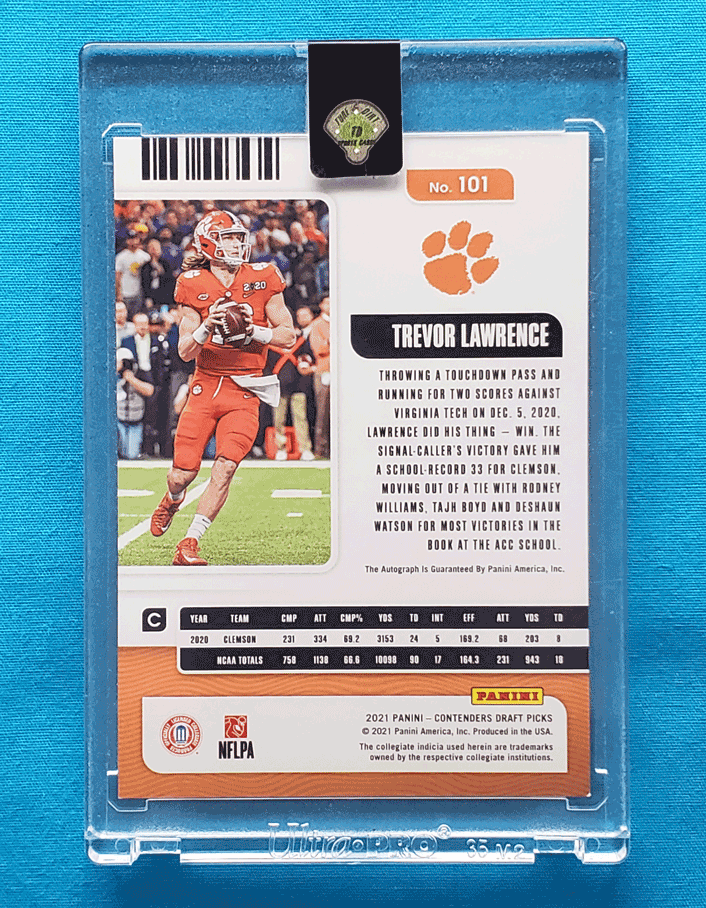 TD
No. 101
TREVOR LAWRENCE
THROWING A TOUCHDOWN PASS AND
RUNNING FOR TWO SCORES AGAINST
VIRGINIA TECH ON DEC. 5, 2020,
LAWRENCE DID HIS THING – WIN. THE
SIGNAL-CALLER'S VICTORY GAVE HIM
A SCHOOL-RECORD 33 FOR CLEMSON,
MOVING OUT OF A TIE WITH RODNEY
WILLIAMS, TAJH BOYD AND DESHAUN
WATSON FOR MOST VICTORIES IN THE
BOOK AT THE ACC SCHOOL.
The Autograph Is Guaranteed By Panini America, Inc.
C
YEAR TEAM CMP ATT CMP% YDS TD INT EFF ATT YDS TD
2020 CLEMSON 231 334 69.2 3153 24 5 169.2 68 203 8
NCAA TOTALS 758 1138 66.6 10098 90 17 164.3 231 943 18
PANINI
2021 PANINI – CONTENDERS DRAFT PICKS
© 2021 Panini America, Inc. Produced in the USA.
The collegiate indicia used herein are trademarks
owned by the respective collegiate institutions.
NFLPA
Ultra•PRO® 35